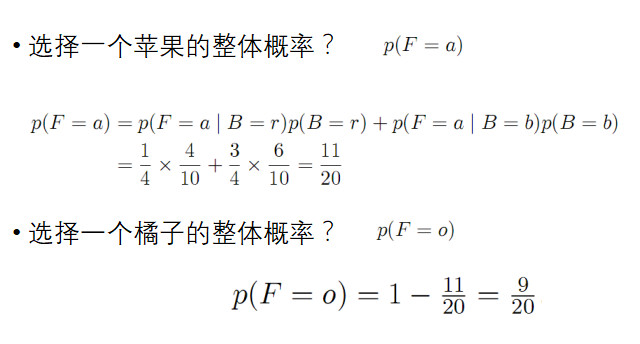 • 选择一个苹果的整体概率？ p(F = a)
p(F = a) = p(F = a | B = r)p(B = r) + p(F = a | B = b)p(B = b)
= 1/4 × 4/10 + 3/4 × 6/10 = 11/20
• 选择一个橘子的整体概率？ p(F = o)
p(F = o) = 1 − 11/20 = 9/20